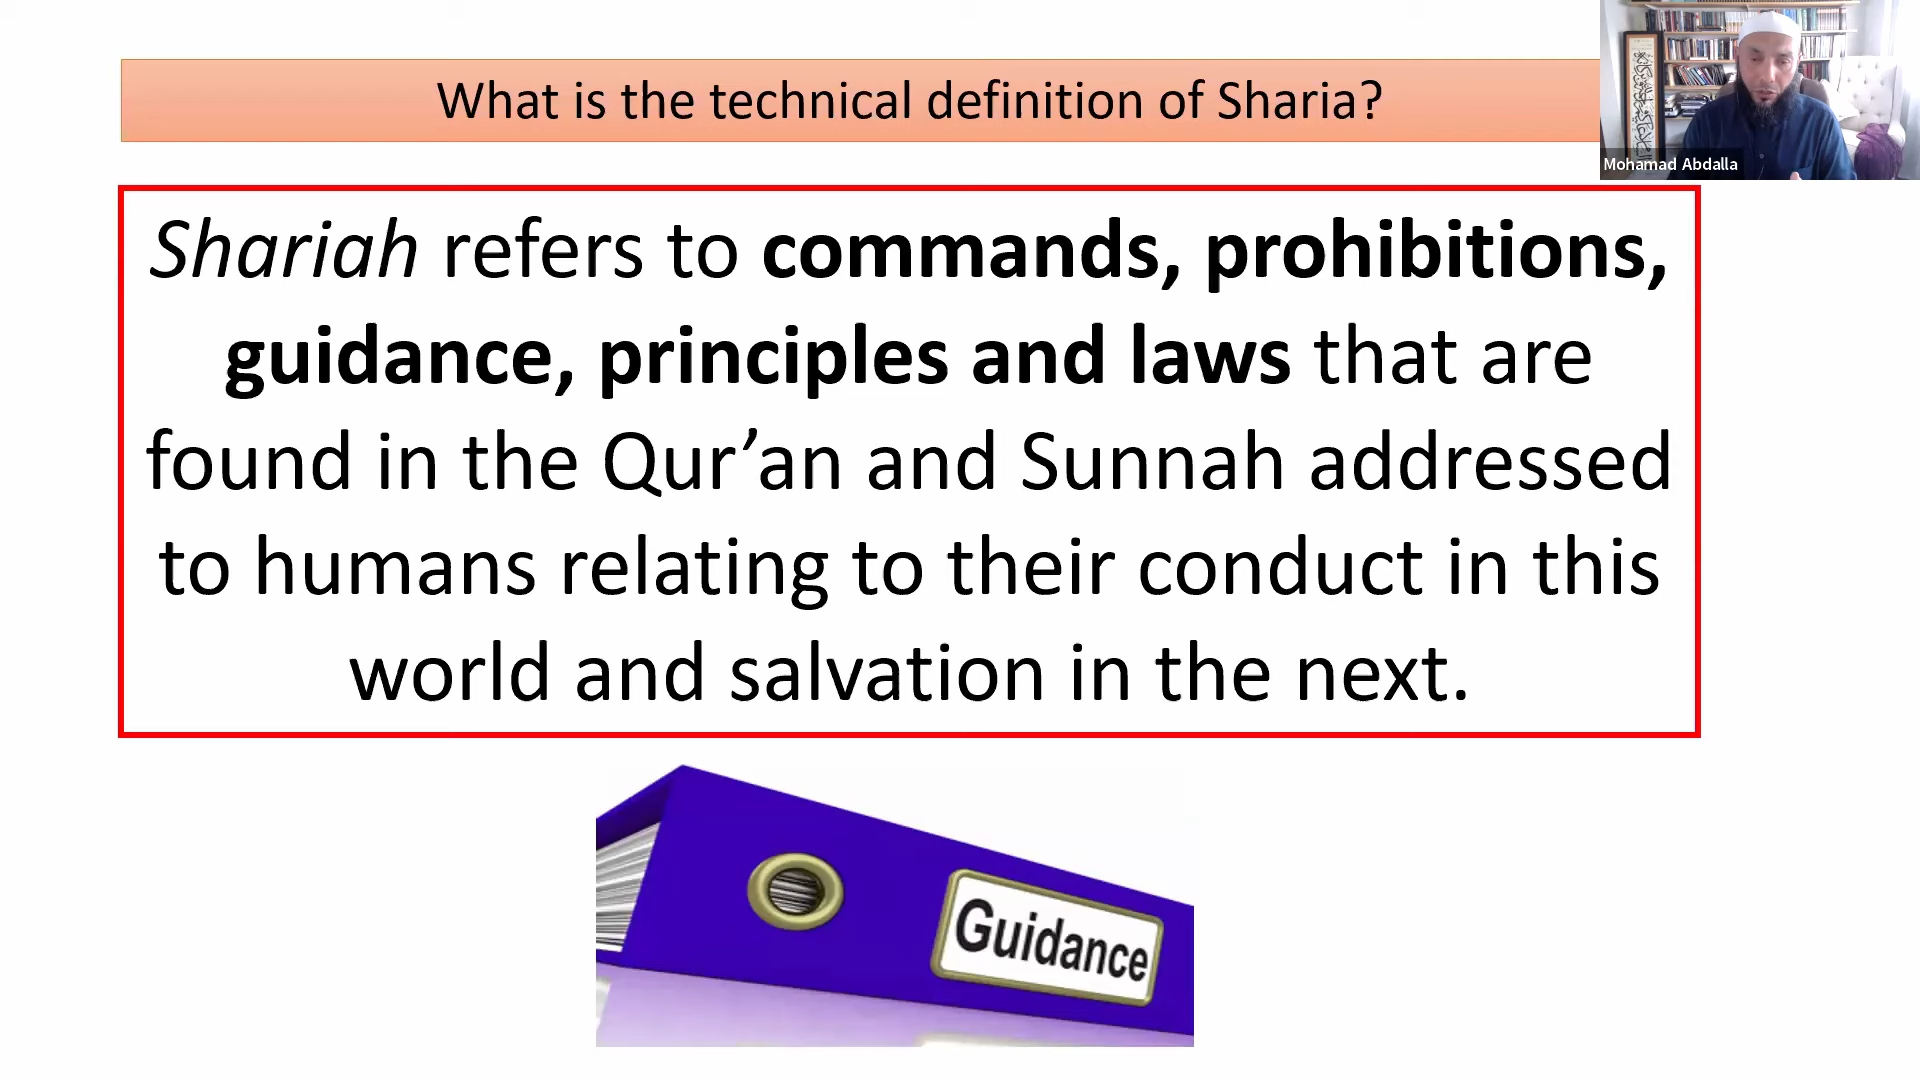 What is the technical definition of Sharia?
Mohamad Abdalla
Shariah refers to commands, prohibitions,
guidance, principles and laws that are
found in the Qur’an and Sunnah addressed
to humans relating to their conduct in this
world and salvation in the next.
Guidance